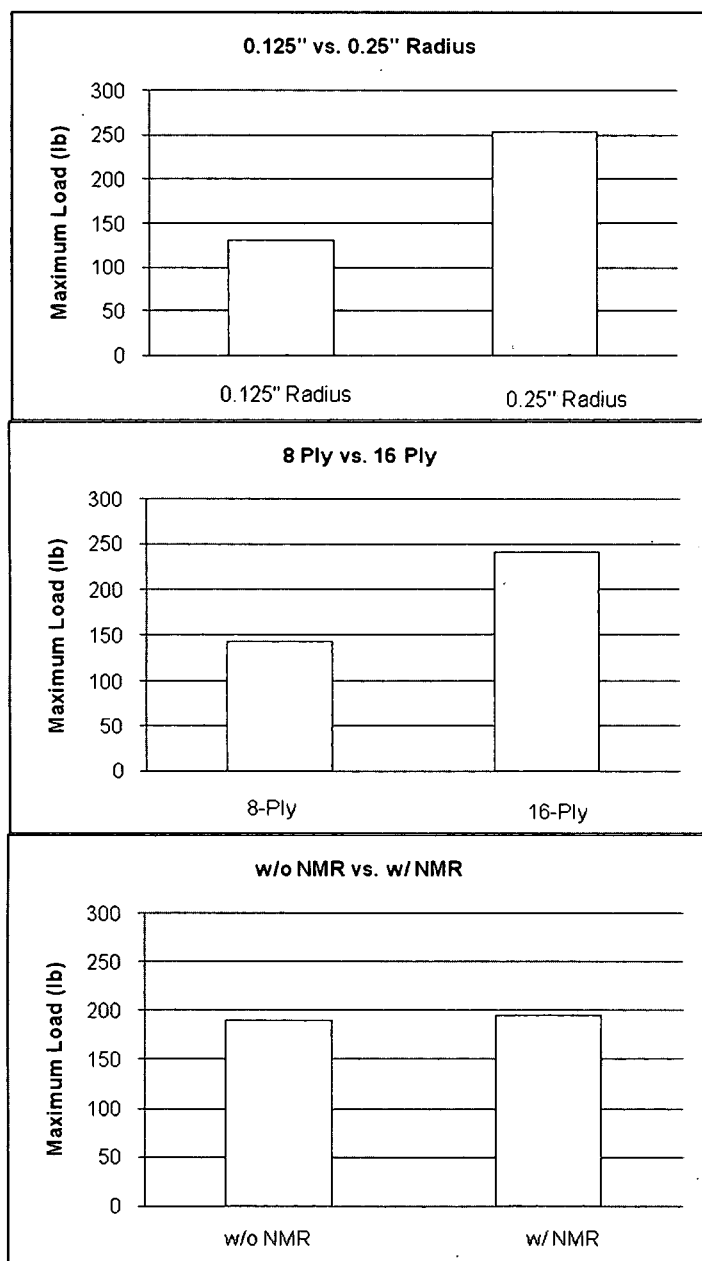 0.125" vs. 0.25" Radius
Maximum Load (lb)
300
250
200
150
100
50
0
0.125" Radius
0.25" Radius
8 Ply vs. 16 Ply
Maximum Load (lb)
300
250
200
150
100
50
0
8-Ply
16-Ply
w/o NMR vs. w/ NMR
Maximum Load (lb)
300
250
200
150
100
50
0
w/o NMR
w/ NMR